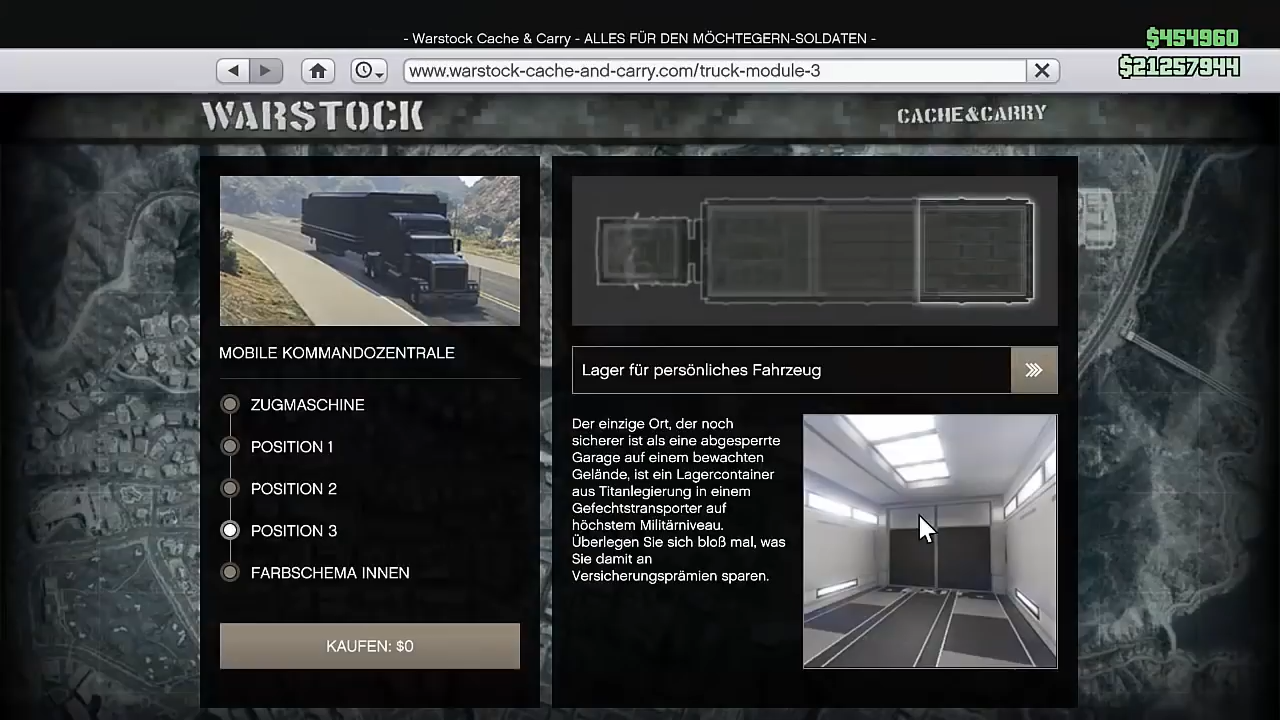 - Warstock Cache & Carry - ALLES FÜR DEN MÖCHTEGERN-SOLDATEN -
$454960
$21257944
www.warstock-cache-and-carry.com/truck-module-3
WARSTOCK
CACHE&CARRY
MOBILE KOMMANDOZENTRALE
ZUGMASCHINE
POSITION 1
POSITION 2
POSITION 3
FARBSCHEMA INNEN
KAUFEN: $0
Lager für persönliches Fahrzeug
Der einzige Ort, der noch
sicherer ist als eine abgesperrte
Garage auf einem bewachten
Gelände, ist ein Lagercontainer
aus Titanlegierung in einem
Gefechtstransporter auf
höchstem Militärniveau.
Überlegen Sie sich bloß mal, was
Sie damit an
Versicherungsprämien sparen.